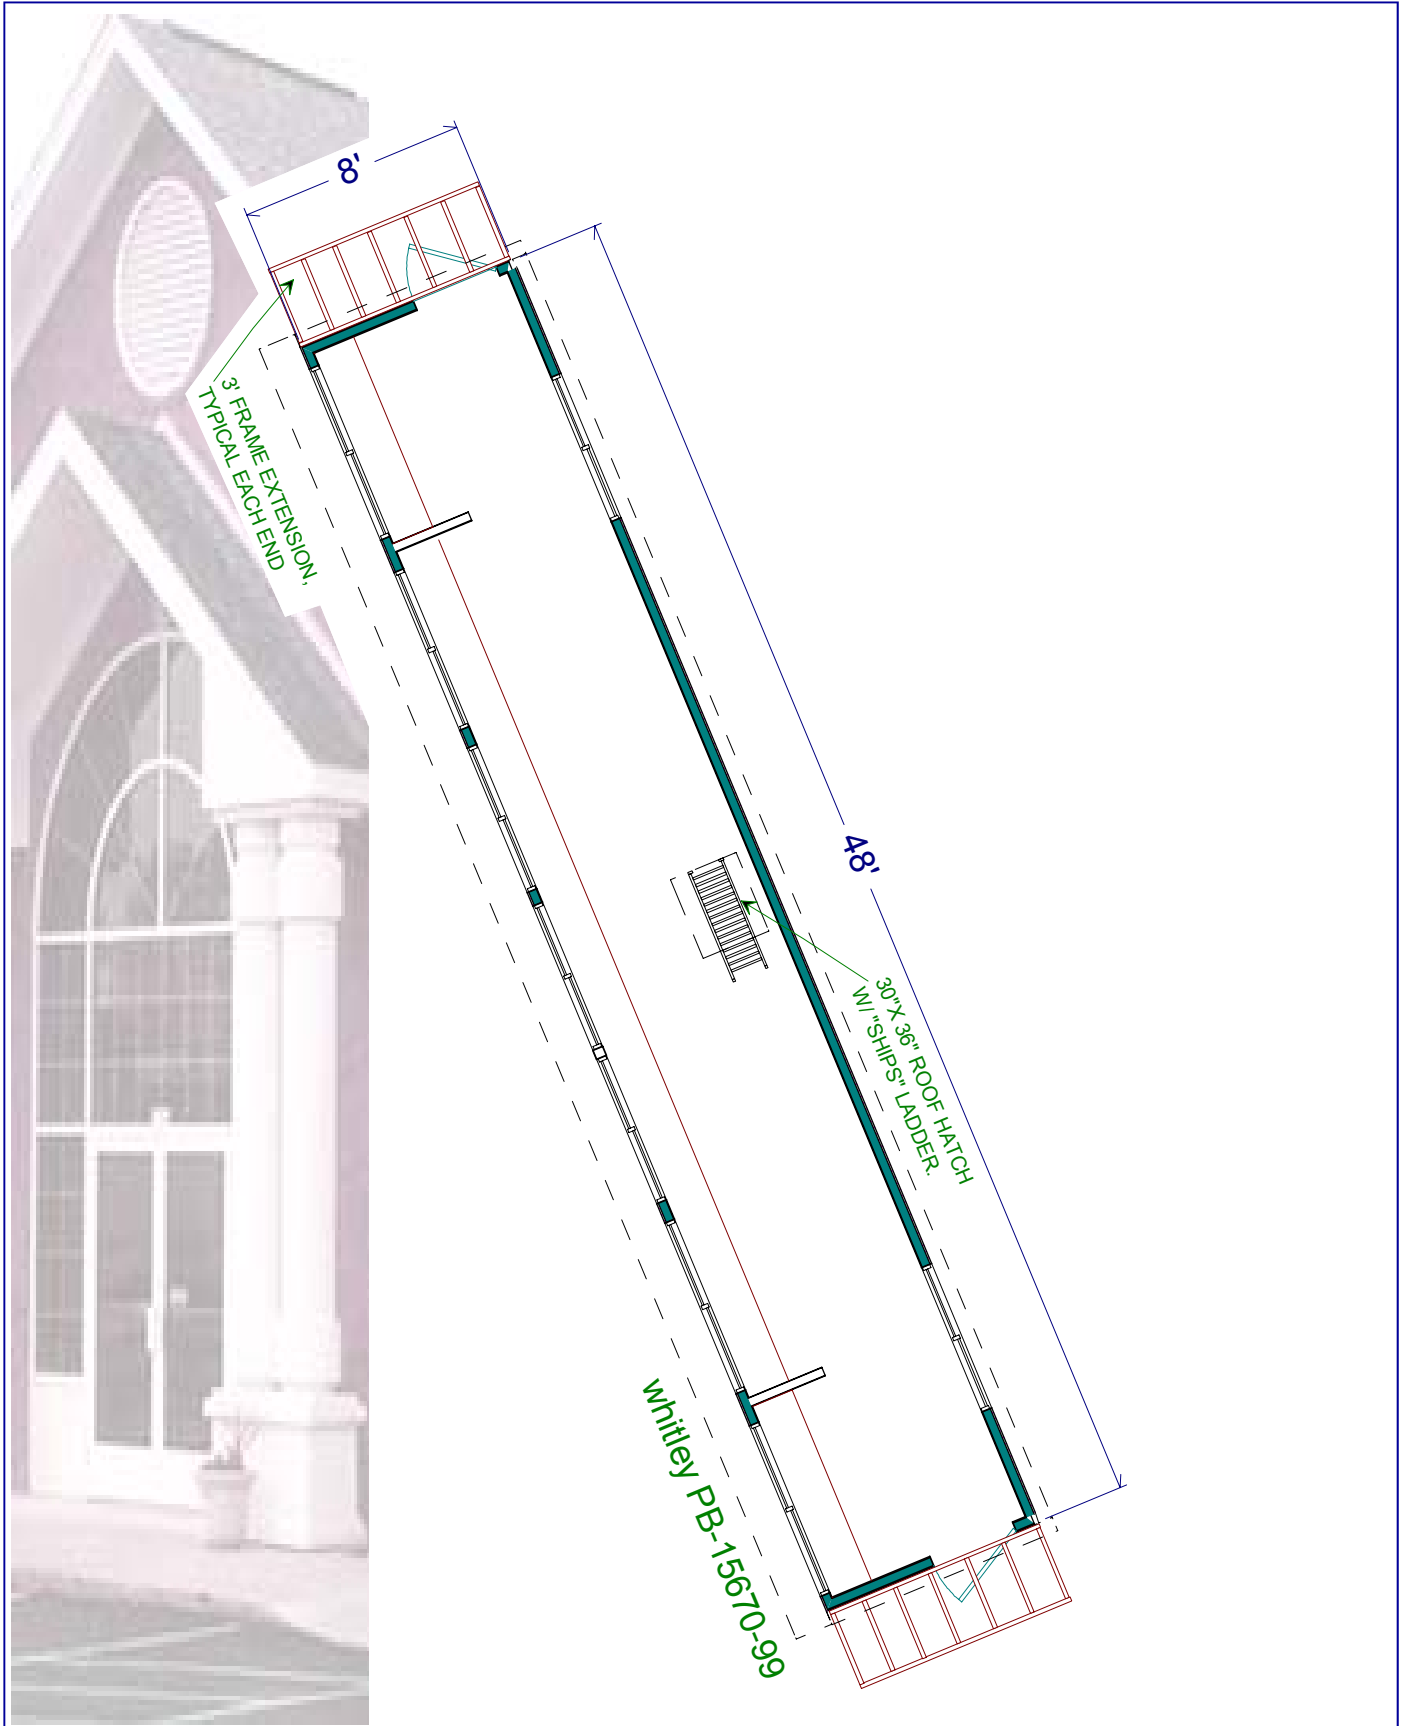 8'
3' FRAME EXTENSION,
TYPICAL EACH END
48'
30"X 36" ROOF HATCH
W/ "SHIPS" LADDER.
whitley PB-15670-99